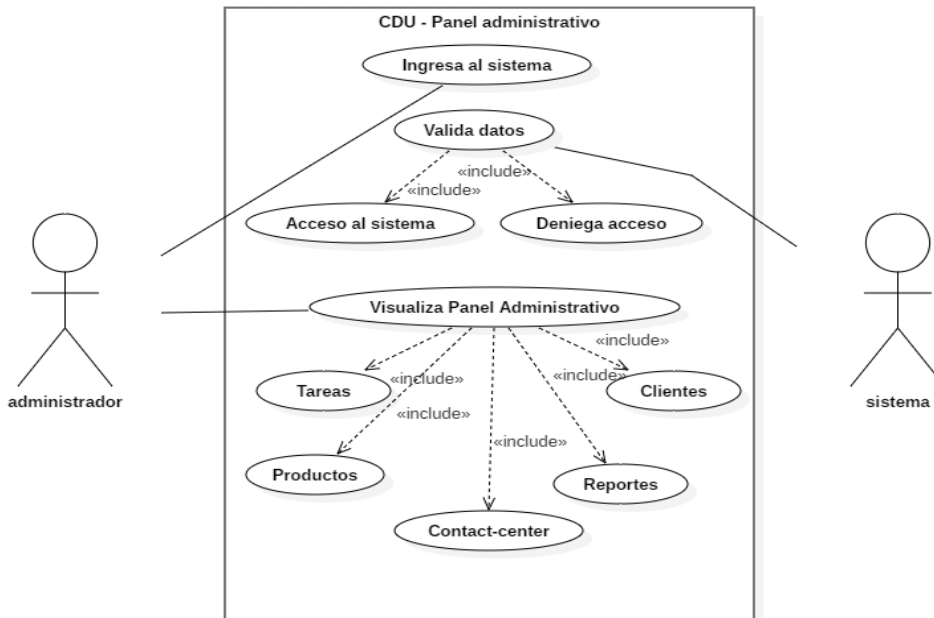 CDU - Panel administrativo
Ingresa al sistema
Valida datos
«include»
«include»
Acceso al sistema
Deniega acceso
Visualiza Panel Administrativo
«include»
«include»
«include»
Tareas
Clientes
administrador
sistema
«include»
«include»
Productos
Reportes
Contact-center